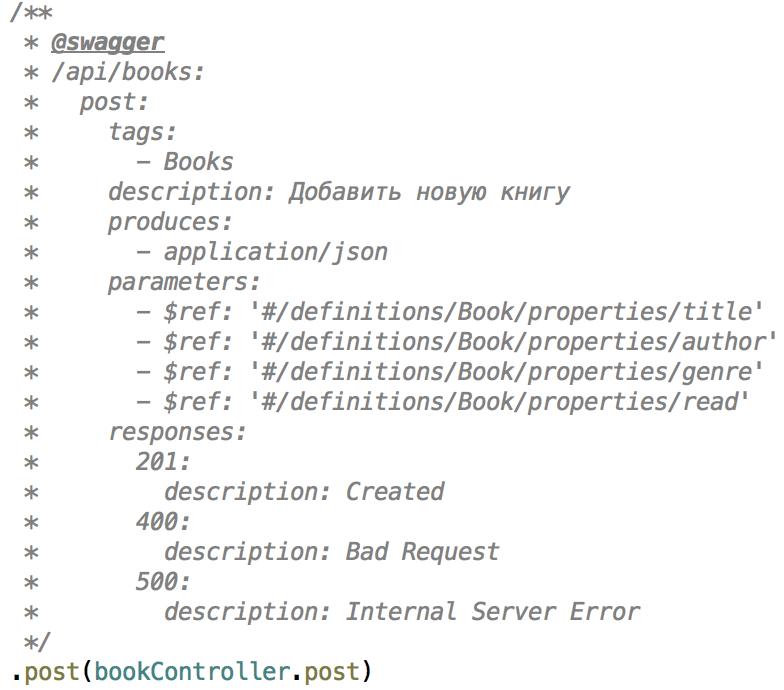 /**
 * @swagger
 * /api/books:
 *   post:
 *     tags:
 *       - Books
 *     description: Добавить новую книгу
 *     produces:
 *       - application/json
 *     parameters:
 *       - $ref: '#/definitions/Book/properties/title'
 *       - $ref: '#/definitions/Book/properties/author'
 *       - $ref: '#/definitions/Book/properties/genre'
 *       - $ref: '#/definitions/Book/properties/read'
 *     responses:
 *       201:
 *         description: Created
 *       400:
 *         description: Bad Request
 *       500:
 *         description: Internal Server Error
 */
.post(bookController.post)